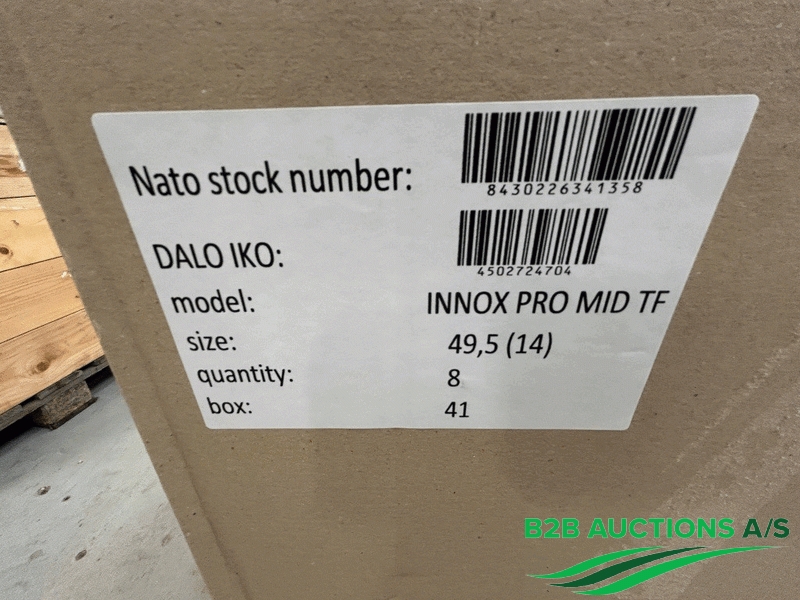 Nato stock number:
8430226341358
DALO IKO:
4502724704
model: INNOX PRO MID TF
size: 49,5 (14)
quantity: 8
box: 41
B2B AUCTIONS A/S